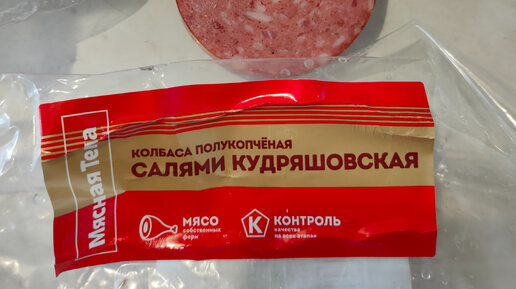 Мясная Тема
КОЛБАСА ПОЛУКОПЧЁНАЯ
САЛЯМИ КУДРЯШОВСКАЯ
МЯСО
собственных
ферм
К
КОНТРОЛЬ
качества
на всех этапах